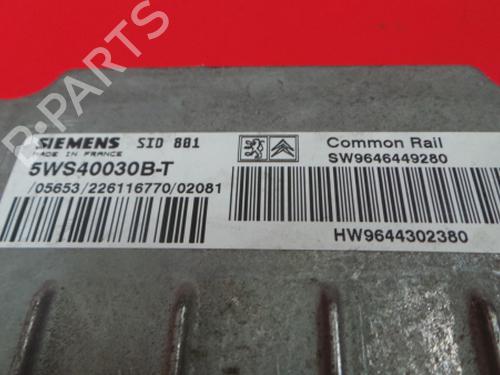 B-PARTS
SIEMENS SID 801
MADE IN FRANCE
5WS40030B-T
/05653/226116770/02081
Common Rail
SW9646449280
HW9644302380